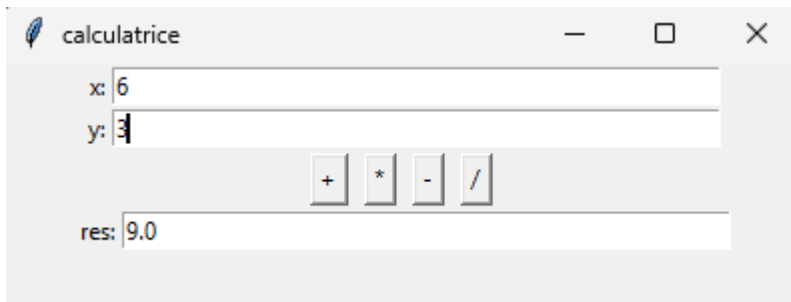 calculatrice
x: 6
y: 3
+ * - /
res: 9.0